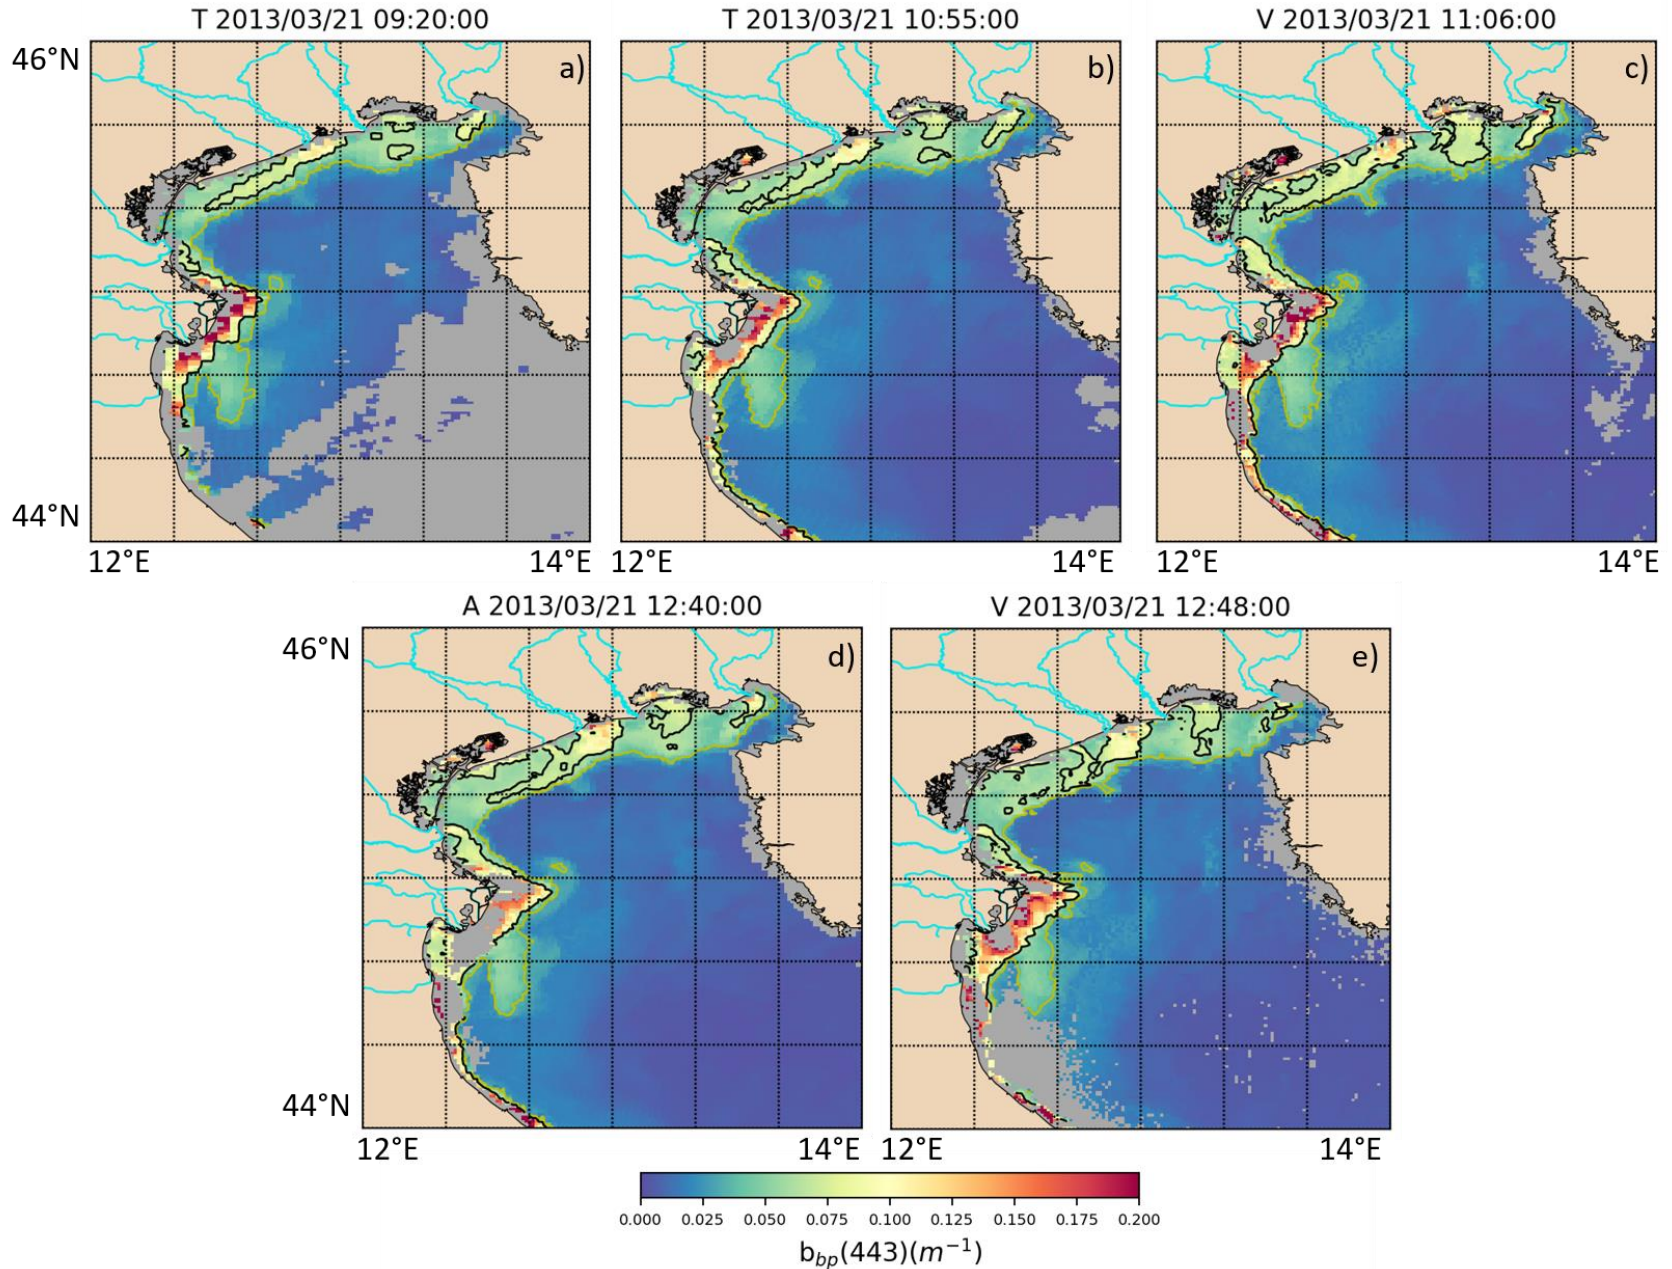 T 2013/03/21 09:20:00
T 2013/03/21 10:55:00
V 2013/03/21 11:06:00
46°N
a)
b)
c)
44°N
12°E
14°E
12°E
14°E
12°E
14°E
A 2013/03/21 12:40:00
V 2013/03/21 12:48:00
46°N
d)
e)
44°N
12°E
14°E
12°E
14°E
0.000 0.025 0.050 0.075 0.100 0.125 0.150 0.175 0.200
b_bp(443)(m⁻¹)